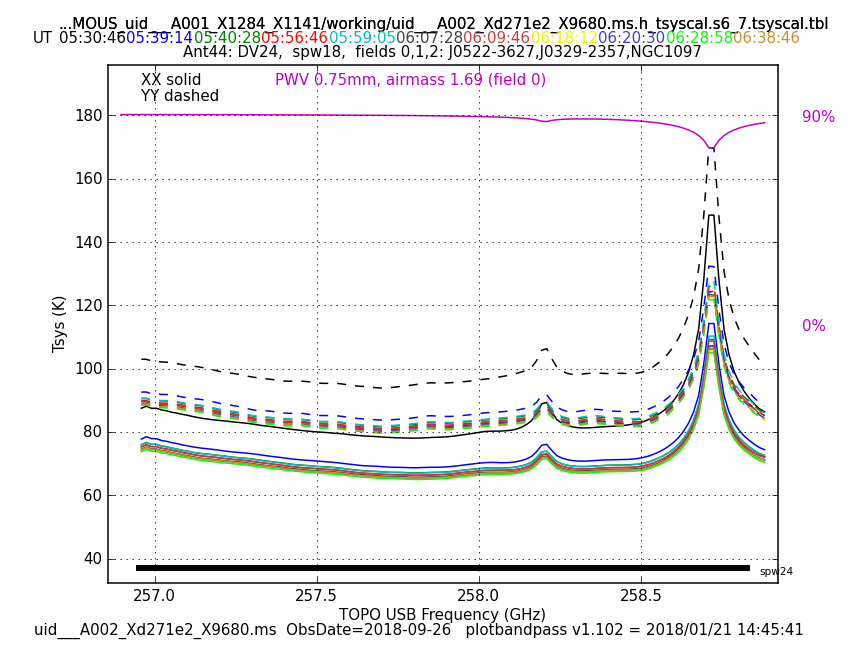 ...MOUS_uid___A001_X1284_X1141/working/uid___A002_Xd271e2_X9680.ms.h_tsyscal.s6_7.tsyscal.tbl
UT 05:30:46 05:39:14 05:40:28 05:56:46 05:59:05 06:07:28 06:09:46 06:18:12 06:20:30 06:28:58 06:38:46
Ant44: DV24, spw18, fields 0,1,2: J0522-3627,J0329-2357,NGC1097
XX solid
PWV 0.75mm, airmass 1.69 (field 0)
YY dashed
180
90%
160
140
120
0%
100
80
60
40
Tsys (K)
spw24
257.0
257.5
258.0
258.5
TOPO USB Frequency (GHz)
uid___A002_Xd271e2_X9680.ms ObsDate=2018-09-26 plotbandpass v1.102 = 2018/01/21 14:45:41